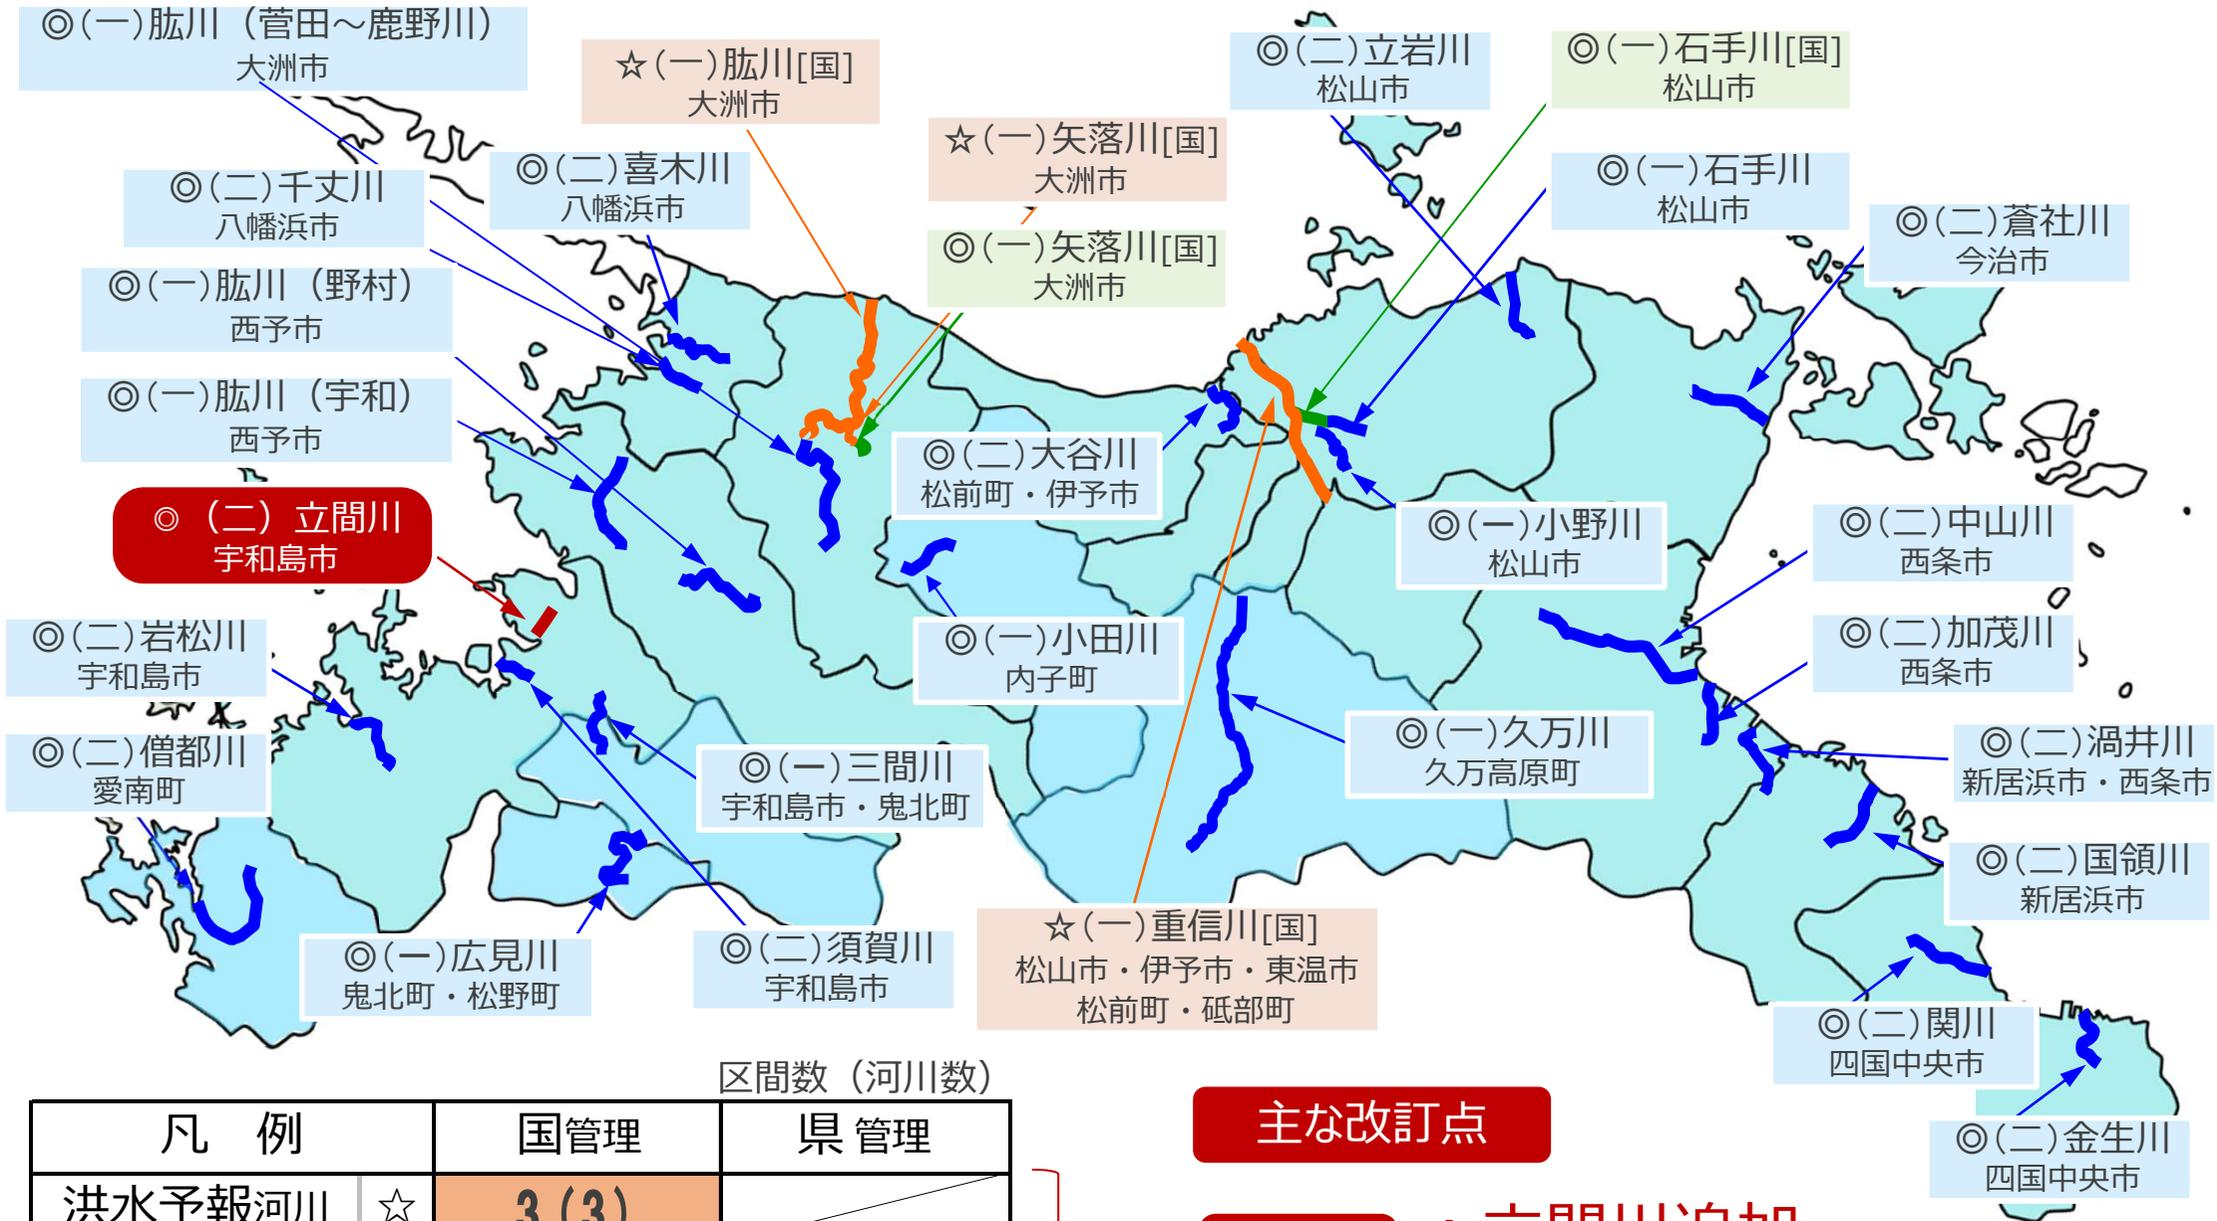 ◎(一)肱川（菅田～鹿野川）
大洲市
☆(一)肱川[国]
大洲市
◎(二)立岩川
松山市
◎(一)石手川[国]
松山市
☆(一)矢落川[国]
大洲市
◎(二)喜木川
八幡浜市
◎(一)石手川
松山市
◎(二)千丈川
八幡浜市
◎(二)蒼社川
今治市
◎(一)矢落川[国]
大洲市
◎(一)肱川（野村）
西予市
◎(一)肱川（宇和）
西予市
◎(二)大谷川
松前町・伊予市
◎（二）立間川
宇和島市
◎(一)小野川
松山市
◎(二)中山川
西条市
◎(二)岩松川
宇和島市
◎(一)小田川
内子町
◎(二)加茂川
西条市
◎(二)僧都川
愛南町
◎(一)三間川
宇和島市・鬼北町
◎(一)久万川
久万高原町
◎(二)渦井川
新居浜市・西条市
◎(二)国領川
新居浜市
◎(一)広見川
鬼北町・松野町
◎(二)須賀川
宇和島市
☆(一)重信川[国]
松山市・伊予市・東温市
松前町・砥部町
◎(二)関川
四国中央市
◎(二)金生川
四国中央市
区間数（河川数）
凡　例
国管理
県管理
洪水予報河川
☆
3(3)
主な改訂点